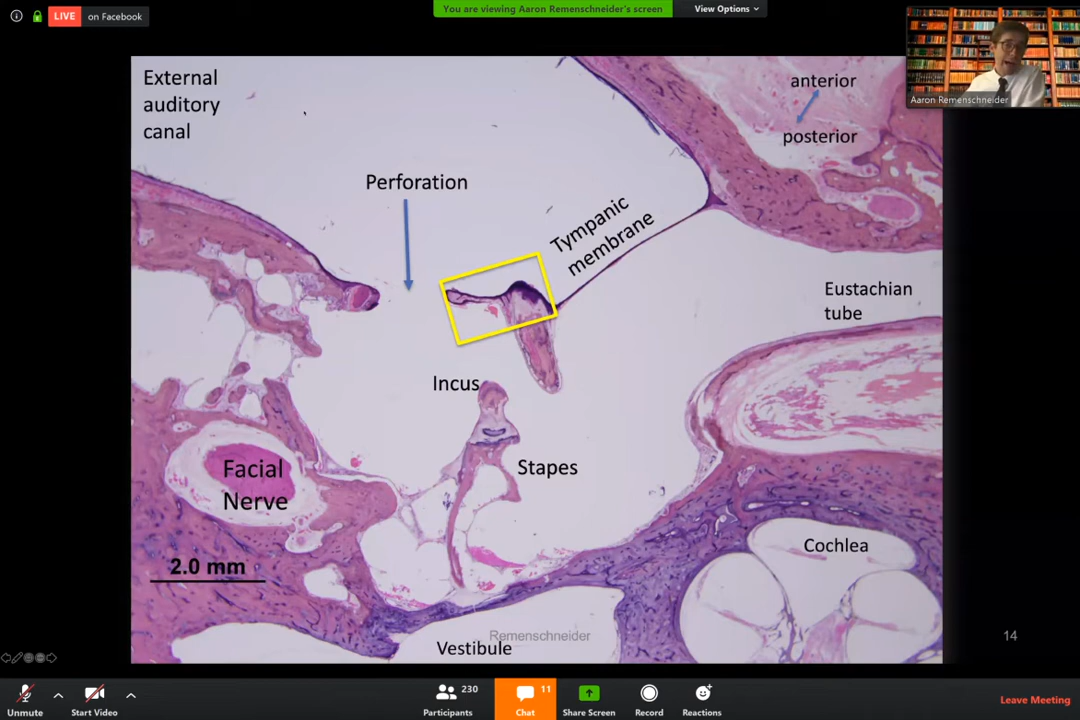 LIVE on Facebook
You are viewing Aaron Remenschneider's screen
View Options
Aaron Remenschneider
External
auditory
canal
anterior
posterior
Perforation
Tympanic
membrane
Eustachian
tube
Incus
Stapes
Facial
Nerve
Cochlea
2.0 mm
Remenschneider
Vestibule
14
Unmute
Start Video
Participants 230
Chat 11
Share Screen
Record
Reactions
Leave Meeting